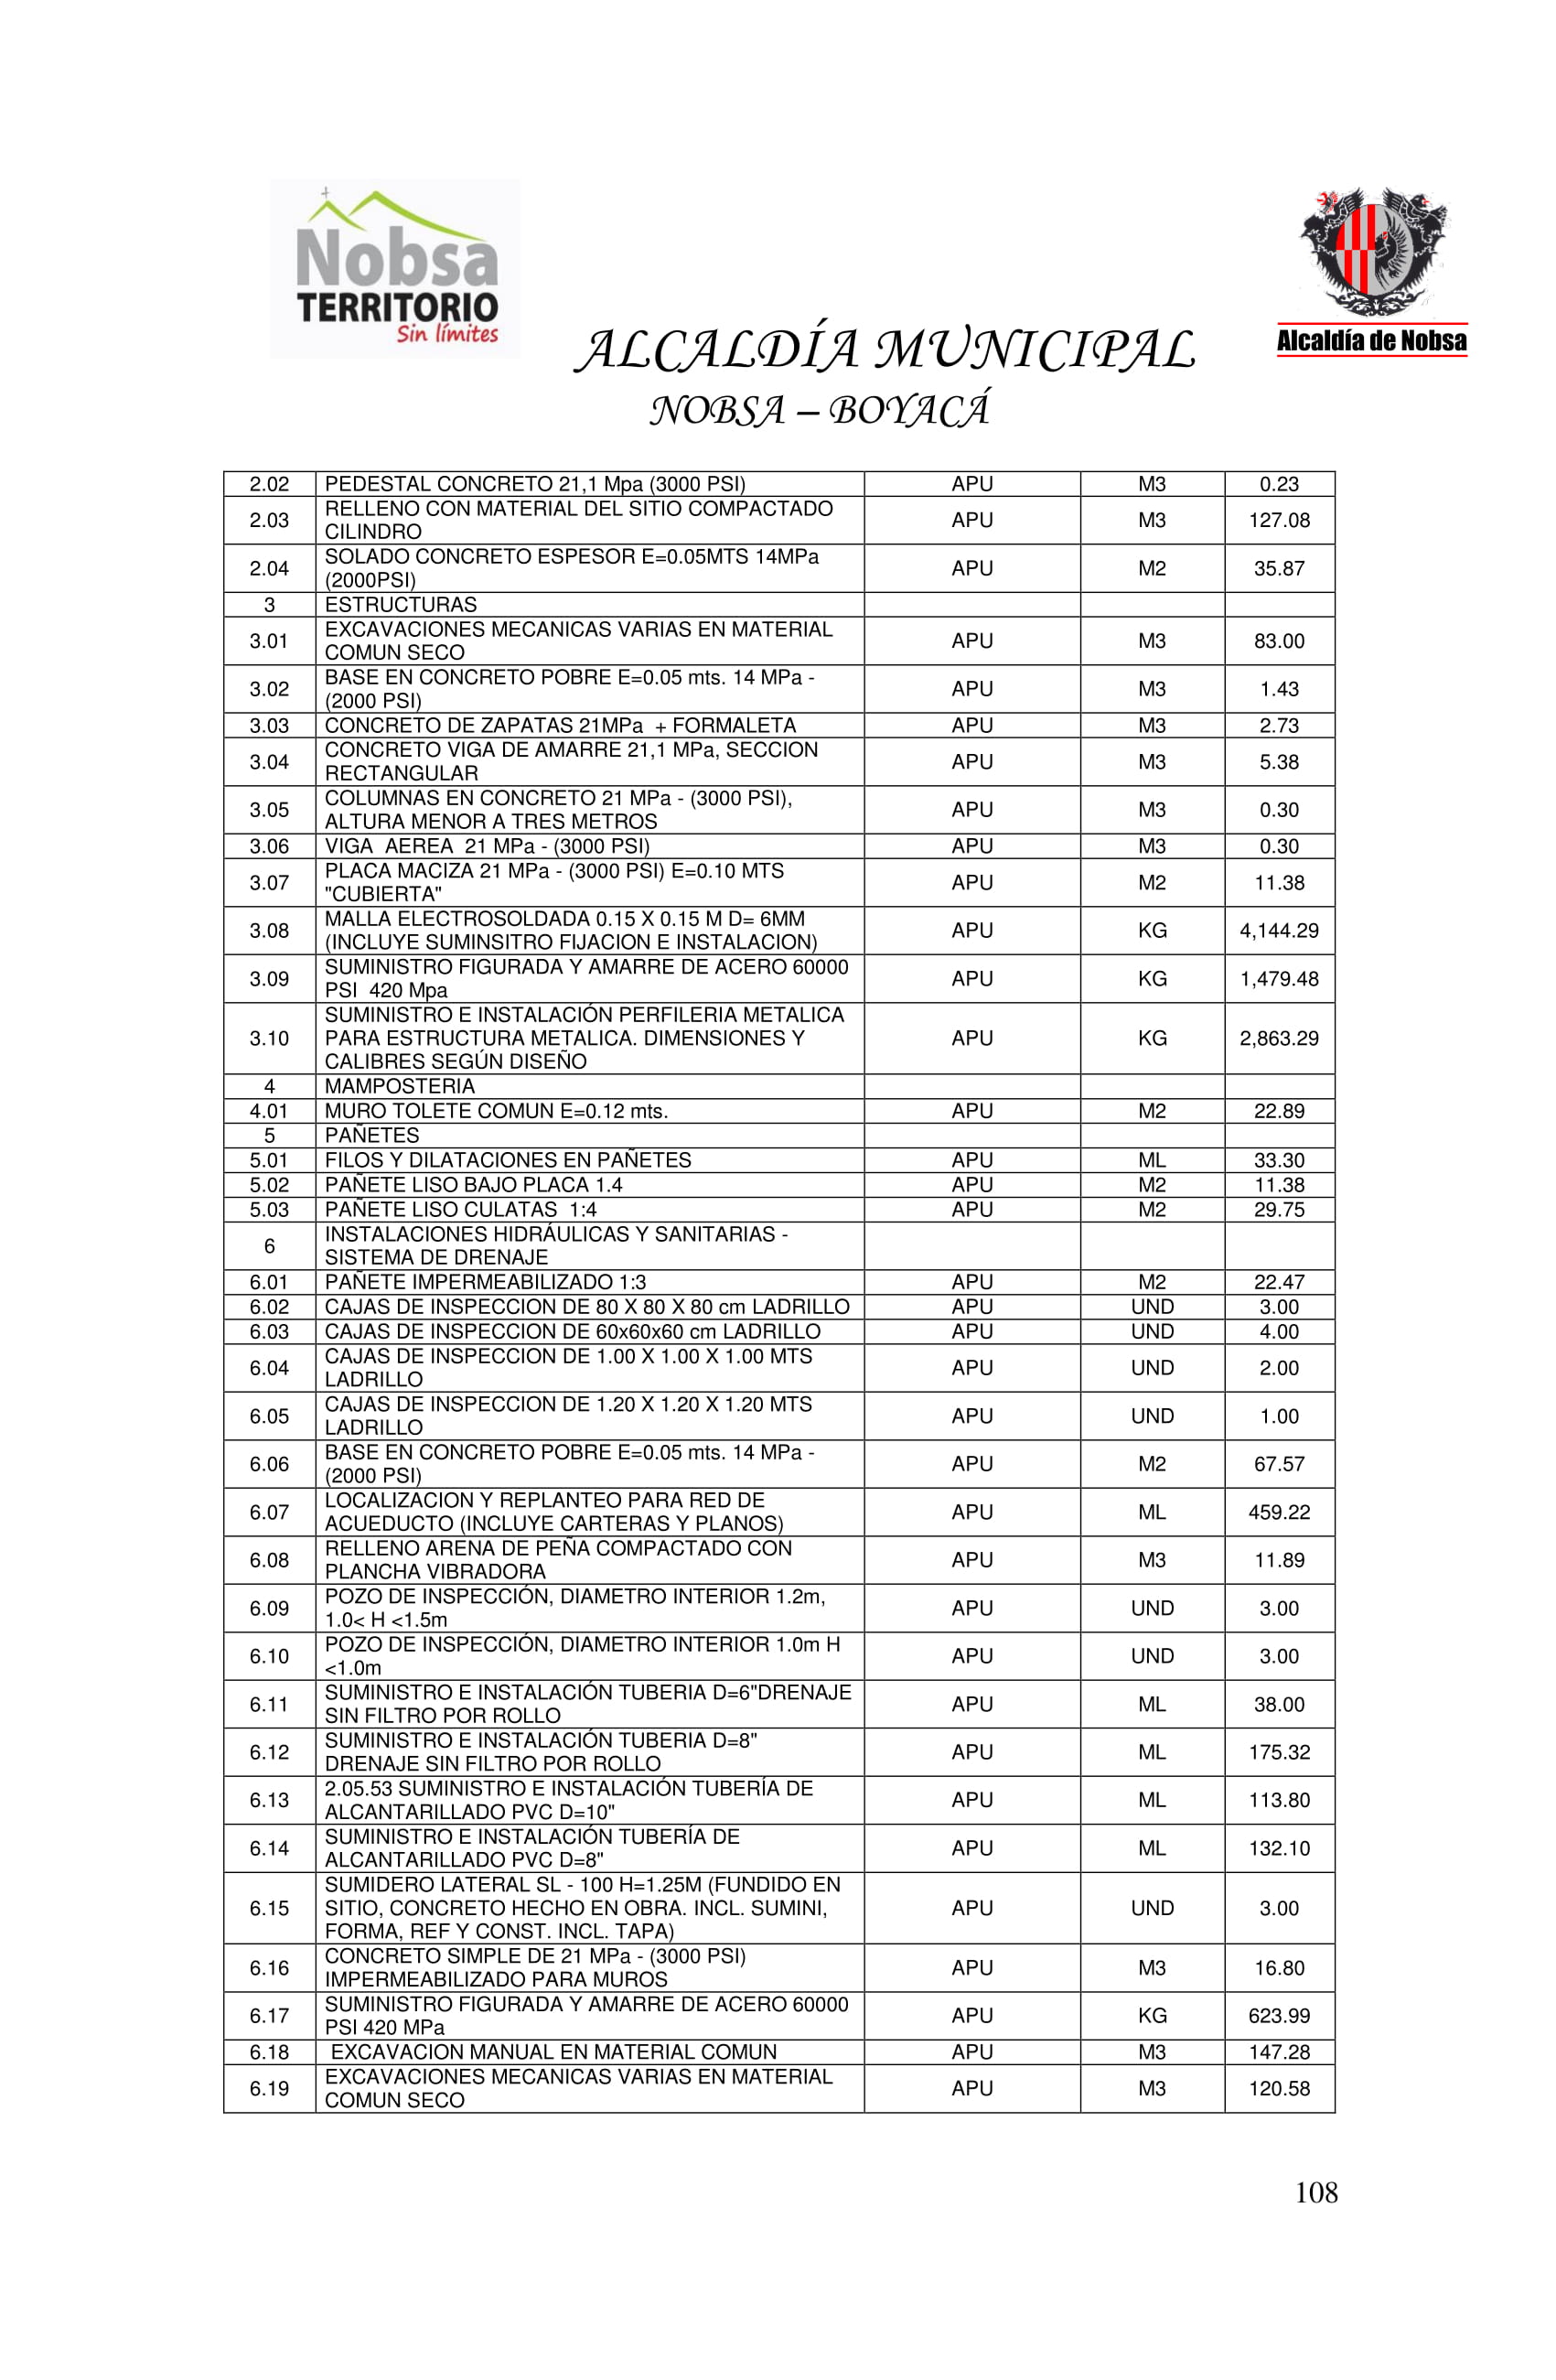 Nobsa
TERRITORIO
Sin límites
Alcaldía de Nobsa
ALCALDÍA MUNICIPAL
NOBSA – BOYACÁ
2.02 PEDESTAL CONCRETO 21,1 Mpa (3000 PSI) APU M3 0.23
2.03 RELLENO CON MATERIAL DEL SITIO COMPACTADO
CILINDRO APU M3 127.08
2.04 SOLADO CONCRETO ESPESOR E=0.05MTS 14MPa
(2000PSI) APU M2 35.87
3 ESTRUCTURAS
3.01 EXCAVACIONES MECANICAS VARIAS EN MATERIAL
COMUN SECO APU M3 83.00
3.02 BASE EN CONCRETO POBRE E=0.05 mts. 14 MPa -
(2000 PSI) APU M3 1.43
3.03 CONCRETO DE ZAPATAS 21MPa + FORMALETA APU M3 2.73
3.04 CONCRETO VIGA DE AMARRE 21,1 MPa, SECCION
RECTANGULAR APU M3 5.38
3.05 COLUMNAS EN CONCRETO 21 MPa - (3000 PSI),
ALTURA MENOR A TRES METROS APU M3 0.30
3.06 VIGA AEREA 21 MPa - (3000 PSI) APU M3 0.30
3.07 PLACA MACIZA 21 MPa - (3000 PSI) E=0.10 MTS
"CUBIERTA" APU M2 11.38
3.08 MALLA ELECTROSOLDADA 0.15 X 0.15 M D= 6MM
(INCLUYE SUMINSITRO FIJACION E INSTALACION) APU KG 4,144.29
3.09 SUMINISTRO FIGURADA Y AMARRE DE ACERO 60000
PSI 420 Mpa APU KG 1,479.48
3.10 SUMINISTRO E INSTALACIÓN PERFILERIA METALICA
PARA ESTRUCTURA METALICA. DIMENSIONES Y
CALIBRES SEGÚN DISEÑO APU KG 2,863.29
4 MAMPOSTERIA
4.01 MURO TOLETE COMUN E=0.12 mts. APU M2 22.89
5 PAÑETES
5.01 FILOS Y DILATACIONES EN PAÑETES APU ML 33.30
5.02 PAÑETE LISO BAJO PLACA 1.4 APU M2 11.38
5.03 PAÑETE LISO CULATAS 1:4 APU M2 29.75
6 INSTALACIONES HIDRÁULICAS Y SANITARIAS -
SISTEMA DE DRENAJE
6.01 PAÑETE IMPERMEABILIZADO 1:3 APU M2 22.47
6.02 CAJAS DE INSPECCION DE 80 X 80 X 80 cm LADRILLO APU UND 3.00
6.03 CAJAS DE INSPECCION DE 60x60x60 cm LADRILLO APU UND 4.00
6.04 CAJAS DE INSPECCION DE 1.00 X 1.00 X 1.00 MTS
LADRILLO APU UND 2.00
6.05 CAJAS DE INSPECCION DE 1.20 X 1.20 X 1.20 MTS
LADRILLO APU UND 1.00
6.06 BASE EN CONCRETO POBRE E=0.05 mts. 14 MPa -
(2000 PSI) APU M2 67.57
6.07 LOCALIZACION Y REPLANTEO PARA RED DE
ACUEDUCTO (INCLUYE CARTERAS Y PLANOS) APU ML 459.22
6.08 RELLENO ARENA DE PEÑA COMPACTADO CON
PLANCHA VIBRADORA APU M3 11.89
6.09 POZO DE INSPECCIÓN, DIAMETRO INTERIOR 1.2m,
1.0< H <1.5m APU UND 3.00
6.10 POZO DE INSPECCIÓN, DIAMETRO INTERIOR 1.0m H
<1.0m APU UND 3.00
6.11 SUMINISTRO E INSTALACIÓN TUBERIA D=6"DRENAJE
SIN FILTRO POR ROLLO APU ML 38.00
6.12 SUMINISTRO E INSTALACIÓN TUBERIA D=8"
DRENAJE SIN FILTRO POR ROLLO APU ML 175.32
6.13 2.05.53 SUMINISTRO E INSTALACIÓN TUBERÍA DE
ALCANTARILLADO PVC D=10" APU ML 113.80
6.14 SUMINISTRO E INSTALACIÓN TUBERÍA DE
ALCANTARILLADO PVC D=8" APU ML 132.10
6.15 SUMIDERO LATERAL SL - 100 H=1.25M (FUNDIDO EN
SITIO, CONCRETO HECHO EN OBRA. INCL. SUMINI,
FORMA, REF Y CONST. INCL. TAPA) APU UND 3.00
6.16 CONCRETO SIMPLE DE 21 MPa - (3000 PSI)
IMPERMEABILIZADO PARA MUROS APU M3 16.80
6.17 SUMINISTRO FIGURADA Y AMARRE DE ACERO 60000
PSI 420 MPa APU KG 623.99
6.18 EXCAVACION MANUAL EN MATERIAL COMUN APU M3 147.28
6.19 EXCAVACIONES MECANICAS VARIAS EN MATERIAL
COMUN SECO APU M3 120.58
108